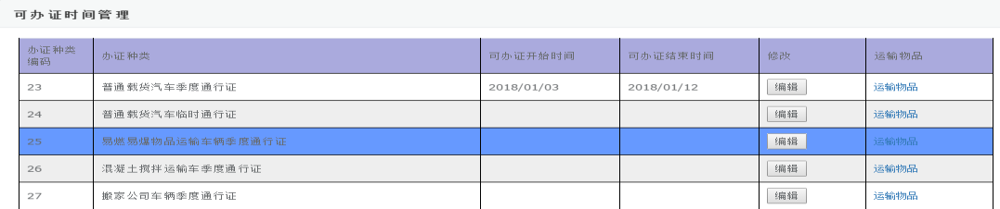 可办证时间管理
办证种类编码 办证种类 可办证开始时间 可办证结束时间 修改 运输物品
23 普通载货汽车季度通行证 2018/01/03 2018/01/12 编辑 运输物品
24 普通载货汽车临时通行证 编辑 运输物品
25 易燃易爆物品运输车辆季度通行证 编辑 运输物品
26 混凝土搅拌运输车季度通行证 编辑 运输物品
27 搬家公司车辆季度通行证 编辑 运输物品